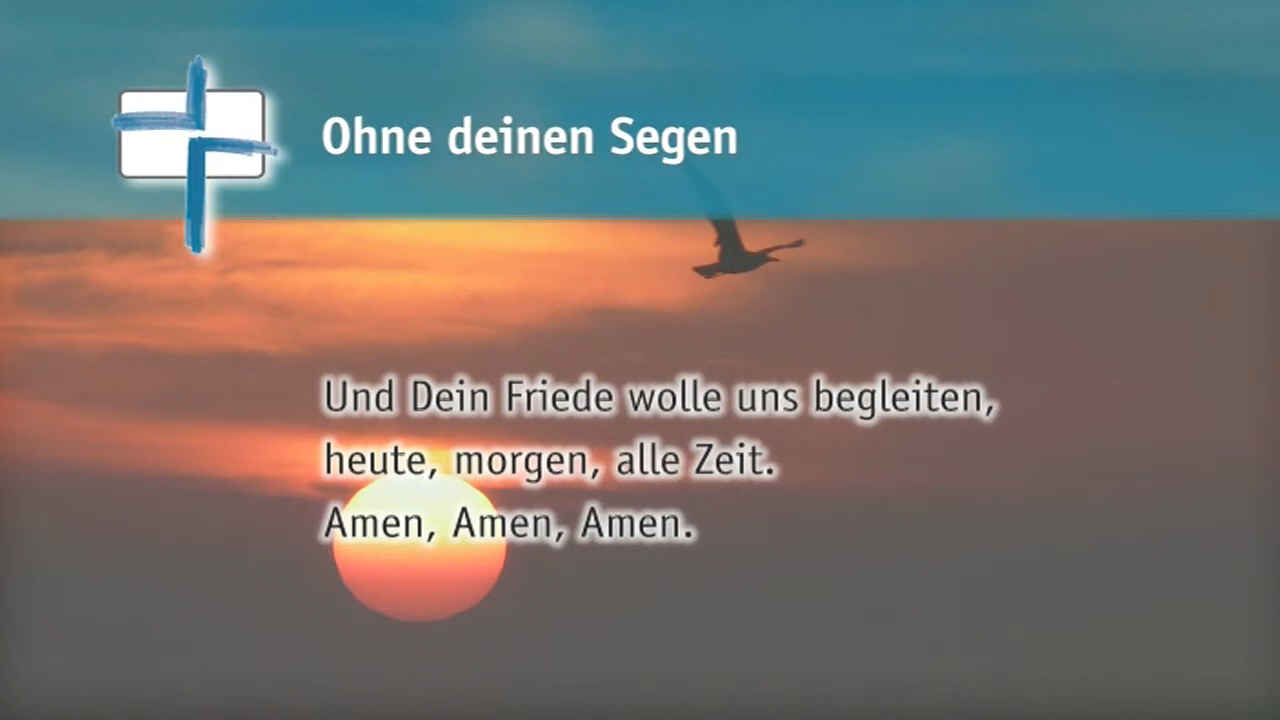 Ohne deinen Segen
Und Dein Friede wolle uns begleiten,
heute, morgen, alle Zeit.
Amen, Amen, Amen.